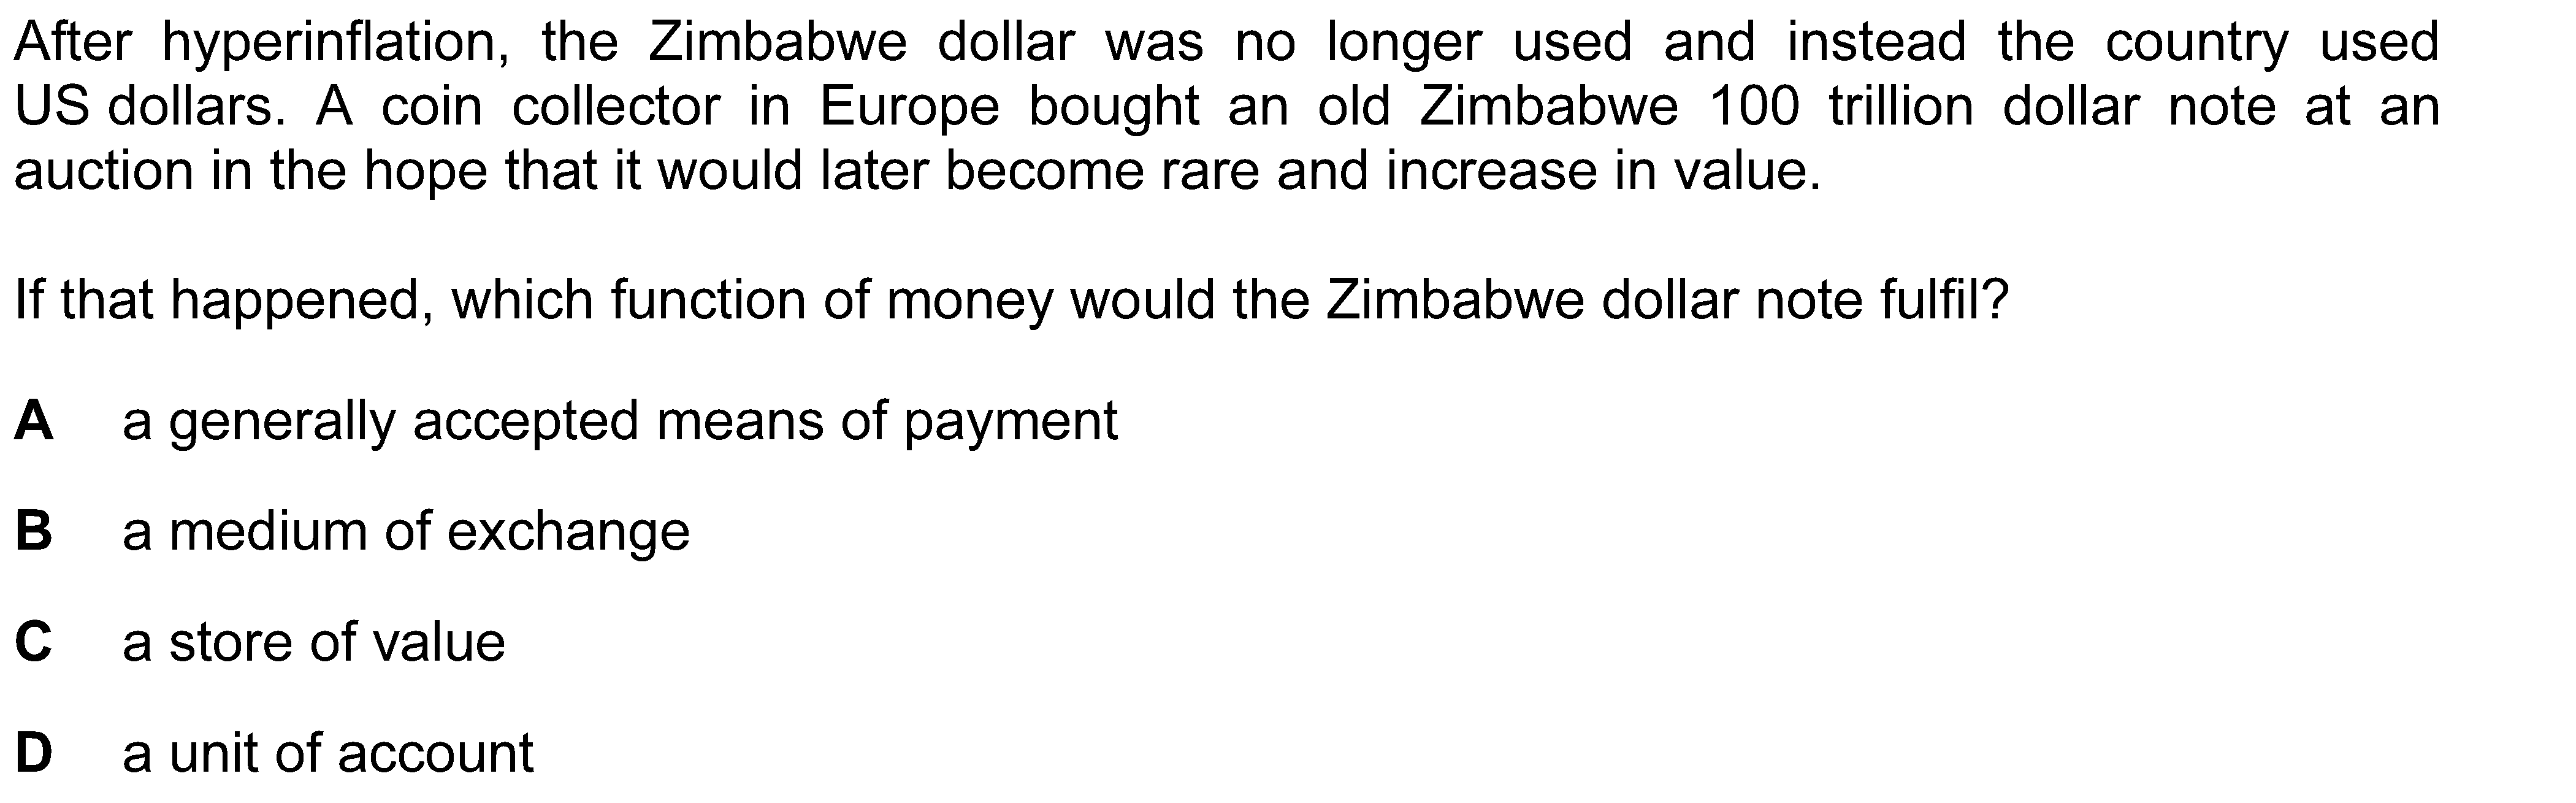 After hyperinflation, the Zimbabwe dollar was no longer used and instead the country used
US dollars. A coin collector in Europe bought an old Zimbabwe 100 trillion dollar note at an
auction in the hope that it would later become rare and increase in value.
If that happened, which function of money would the Zimbabwe dollar note fulfil?
A a generally accepted means of payment
B a medium of exchange
C a store of value
D a unit of account